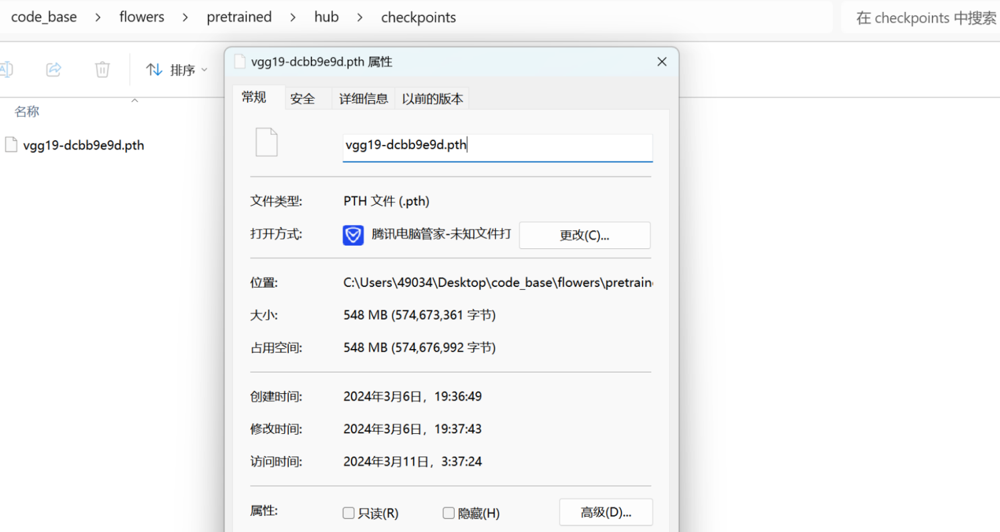 code_base > flowers > pretrained > hub > checkpoints
在 checkpoints 中搜索
排序
名称
vgg19-dcbb9e9d.pth
vgg19-dcbb9e9d.pth 属性
常规 安全 详细信息 以前的版本
vgg19-dcbb9e9d.pth
文件类型: PTH 文件 (.pth)
打开方式: 腾讯电脑管家-未知文件打 更改(C)...
位置: C:\Users\49034\Desktop\code_base\flowers\pretrain
大小: 548 MB (574,673,361 字节)
占用空间: 548 MB (574,676,992 字节)
创建时间: 2024年3月6日，19:36:49
修改时间: 2024年3月6日，19:37:43
访问时间: 2024年3月11日，3:37:24
属性: 只读(R) 隐藏(H) 高级(D)...